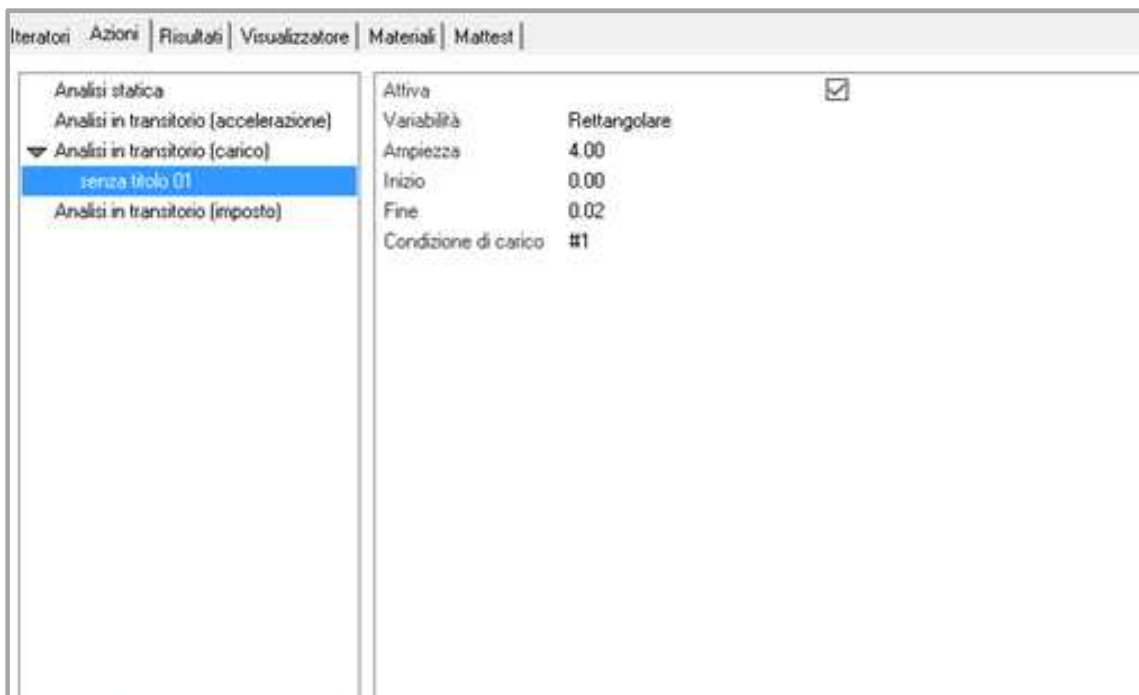 Iteratori Azioni Risultati Visualizzatore Materiali Mattest
Analisi statica
Analisi in transitorio (accelerazione)
Analisi in transitorio (carico)
senza titolo 01
Analisi in transitorio (imposto)
Attiva
Variabilità Rettangolare
Ampiezza 4.00
Inizio 0.00
Fine 0.02
Condizione di carico #1